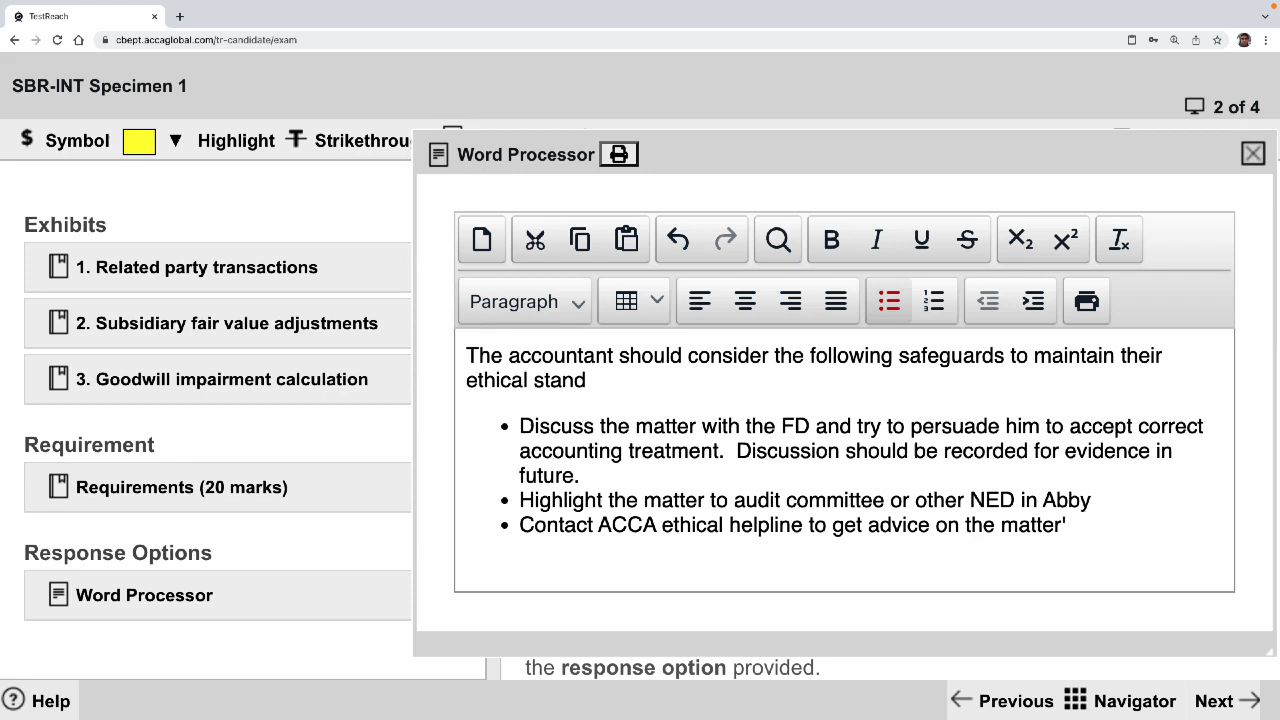 TestReach
cbept.accaglobal.com/tr-candidate/exam
SBR-INT Specimen 1
2 of 4
$ Symbol Highlight Strikethrou
Word Processor
Exhibits
1. Related party transactions
2. Subsidiary fair value adjustments
3. Goodwill impairment calculation
Requirement
Requirements (20 marks)
Response Options
Word Processor
Paragraph
The accountant should consider the following safeguards to maintain their
ethical stand
• Discuss the matter with the FD and try to persuade him to accept correct
accounting treatment.  Discussion should be recorded for evidence in
future.
• Highlight the matter to audit committee or other NED in Abby
• Contact ACCA ethical helpline to get advice on the matter'
the response option provided.
Help
Previous Navigator Next